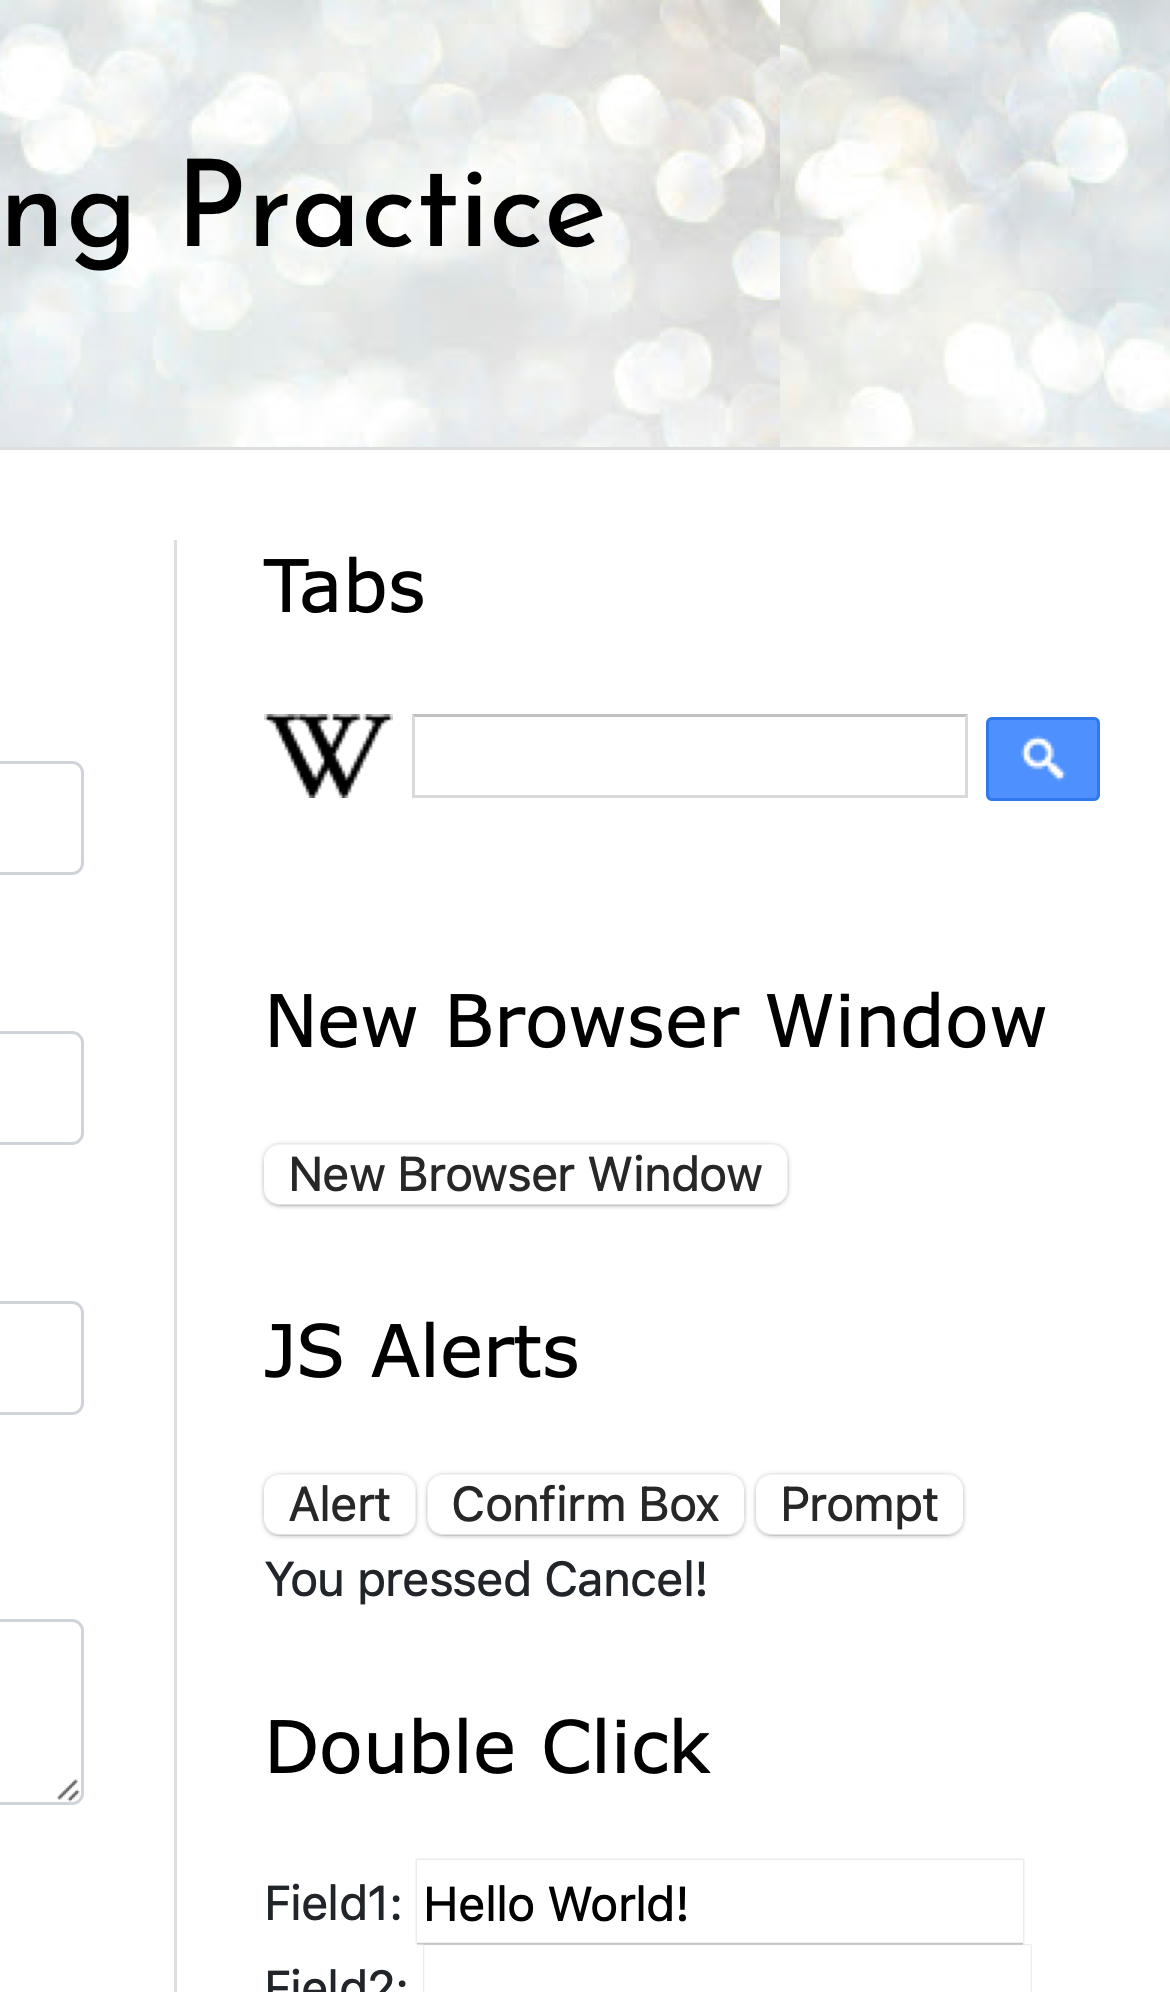 ng Practice
Tabs
W
New Browser Window
New Browser Window
JS Alerts
Alert Confirm Box Prompt
You pressed Cancel!
Double Click
Field1: Hello World!
Field2: